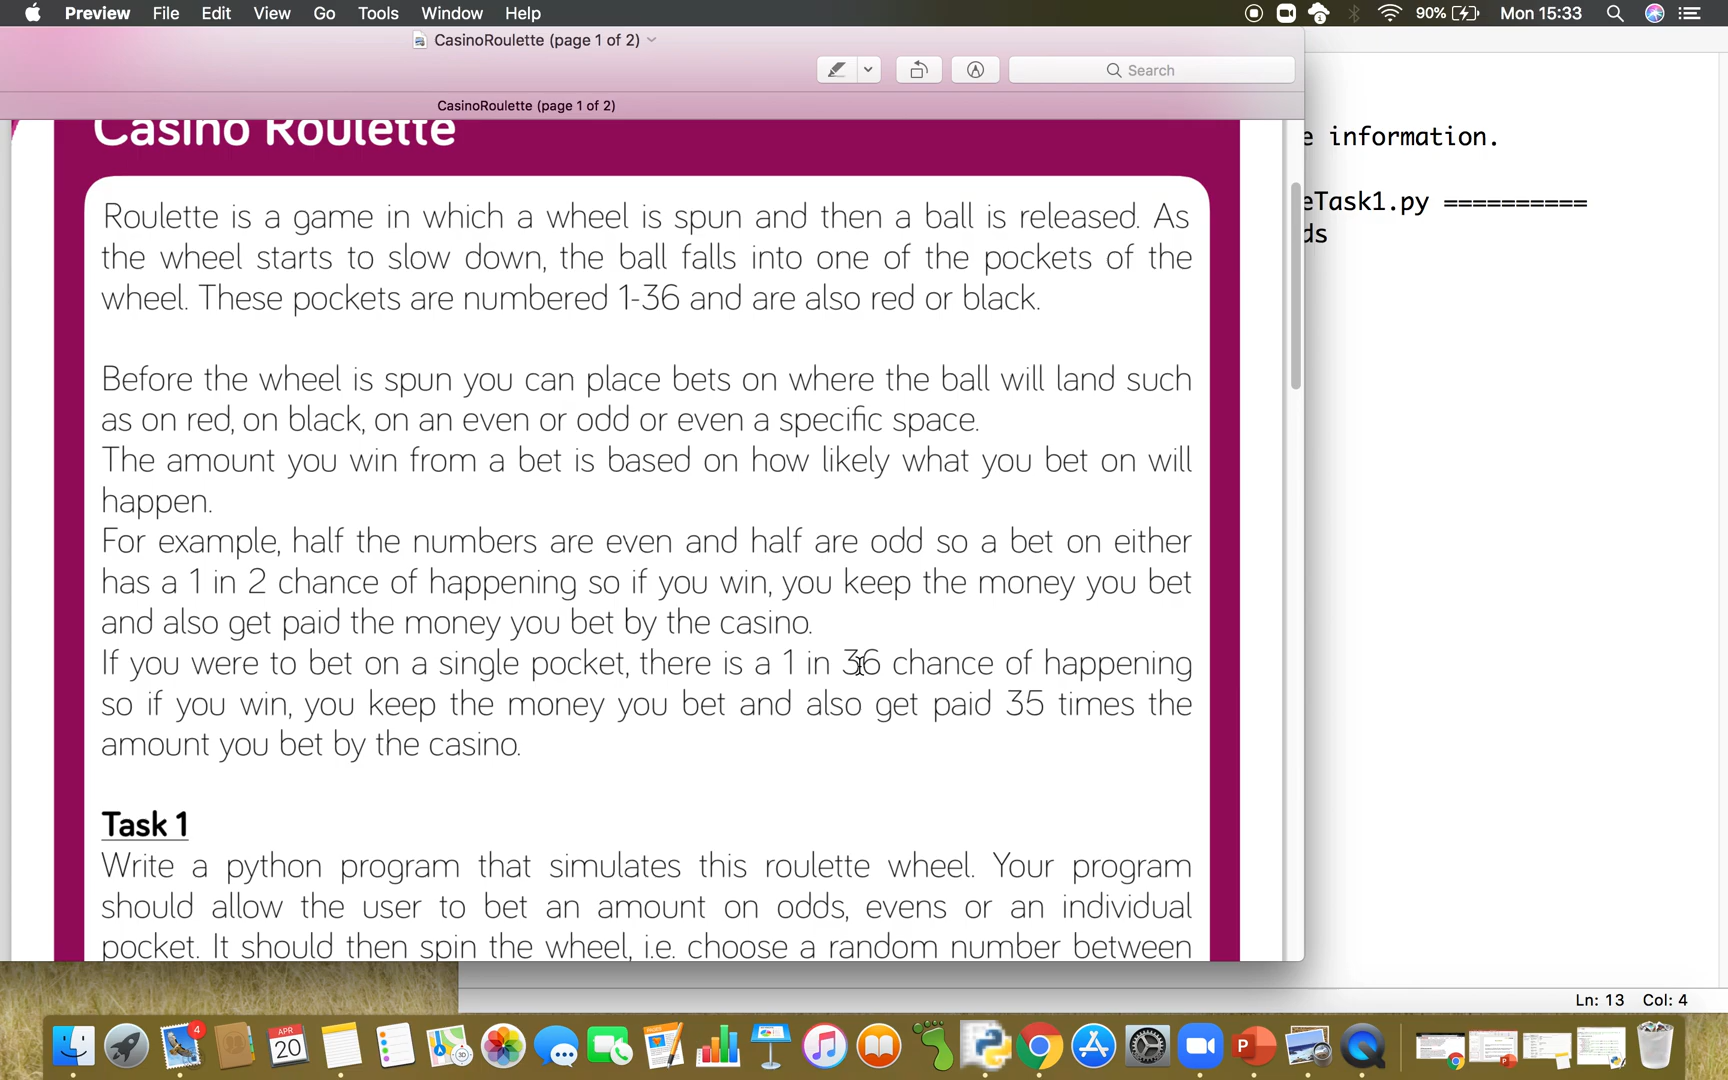 Preview File Edit View Go Tools Window Help 90% Mon 15:33
CasinoRoulette (page 1 of 2)
Search
CasinoRoulette (page 1 of 2)
Casino Roulette
Roulette is a game in which a wheel is spun and then a ball is released. As
the wheel starts to slow down, the ball falls into one of the pockets of the
wheel. These pockets are numbered 1-36 and are also red or black.
Before the wheel is spun you can place bets on where the ball will land such
as on red, on black, on an even or odd or even a specific space.
The amount you win from a bet is based on how likely what you bet on will
happen.
For example, half the numbers are even and half are odd so a bet on either
has a 1 in 2 chance of happening so if you win, you keep the money you bet
and also get paid the money you bet by the casino.
If you were to bet on a single pocket, there is a 1 in 36 chance of happening
so if you win, you keep the money you bet and also get paid 35 times the
amount you bet by the casino.
Task 1
Write a python program that simulates this roulette wheel. Your program
should allow the user to bet an amount on odds, evens or an individual
pocket. It should then spin the wheel, i.e. choose a random number between
e information.
eTask1.py ==========
ds
Ln: 13 Col: 4
4
APR
20